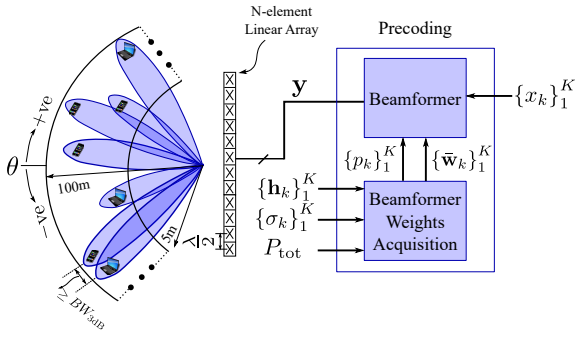 N-element
Linear Array
Precoding
y
Beamformer
{x_k}_1^K
{p_k}_1^K
{w̄_k}_1^K
{h_k}_1^K
{σ_k}_1^K
P_tot
Beamformer
Weights
Acquisition
+ve
θ
−ve
100m
5m
λ/2
≥ BW_3dB